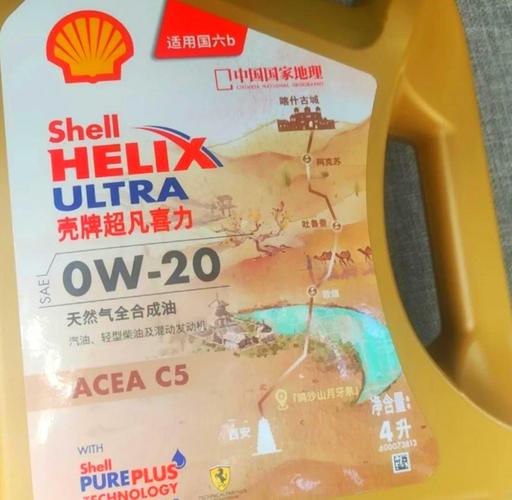 适用国六b
中国国家地理
CHINESE NATIONAL GEOGRAPHY
喀什古城
Shell
HELIX
ULTRA
壳牌超凡喜力
阿克苏
吐鲁番
SAE
0W-20
敦煌
天然气全合成油
汽油、轻型柴油及混动发动机
ACEA C5
「鸣沙山月牙泉」
净含量:
4升
600073813
西安
WITH
Shell
PUREPLUS
TECHNOLOGY